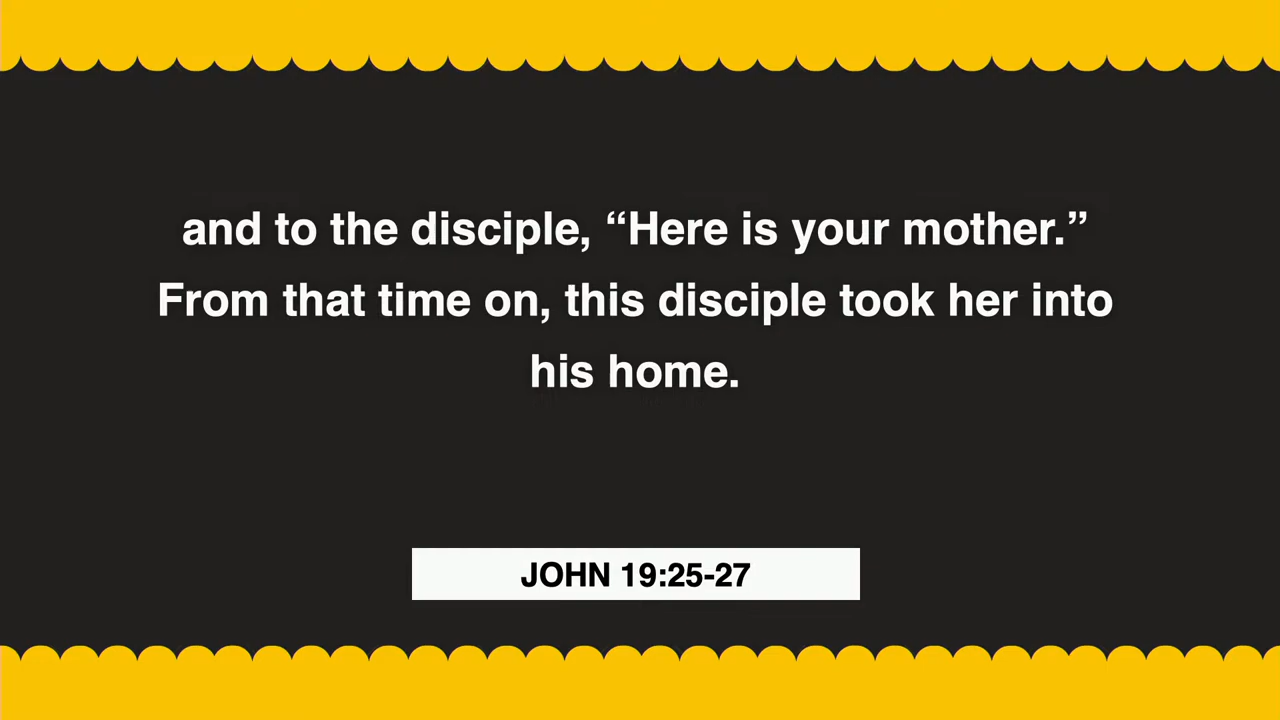 and to the disciple, “Here is your mother.”
From that time on, this disciple took her into
his home.
JOHN 19:25-27